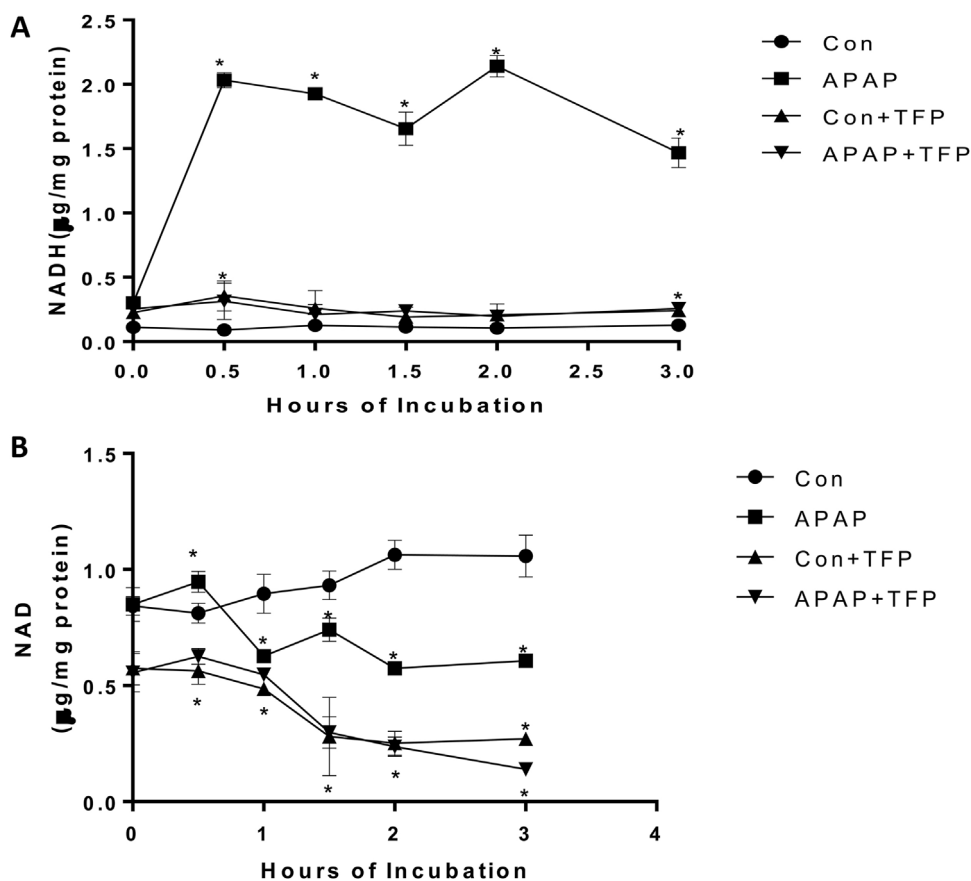 A
2.5
2.0
1.5
1.0
0.5
0.0
NADH(µg/mg protein)
0.0 0.5 1.0 1.5 2.0 2.5 3.0
Hours of Incubation
* * * * *
* *
Con
APAP
Con+TFP
APAP+TFP
B
1.5
1.0
0.5
0.0
NAD
(µg/mg protein)
0 1 2 3 4
Hours of Incubation
* * * * *
* * * * * *
Con
APAP
Con+TFP
APAP+TFP